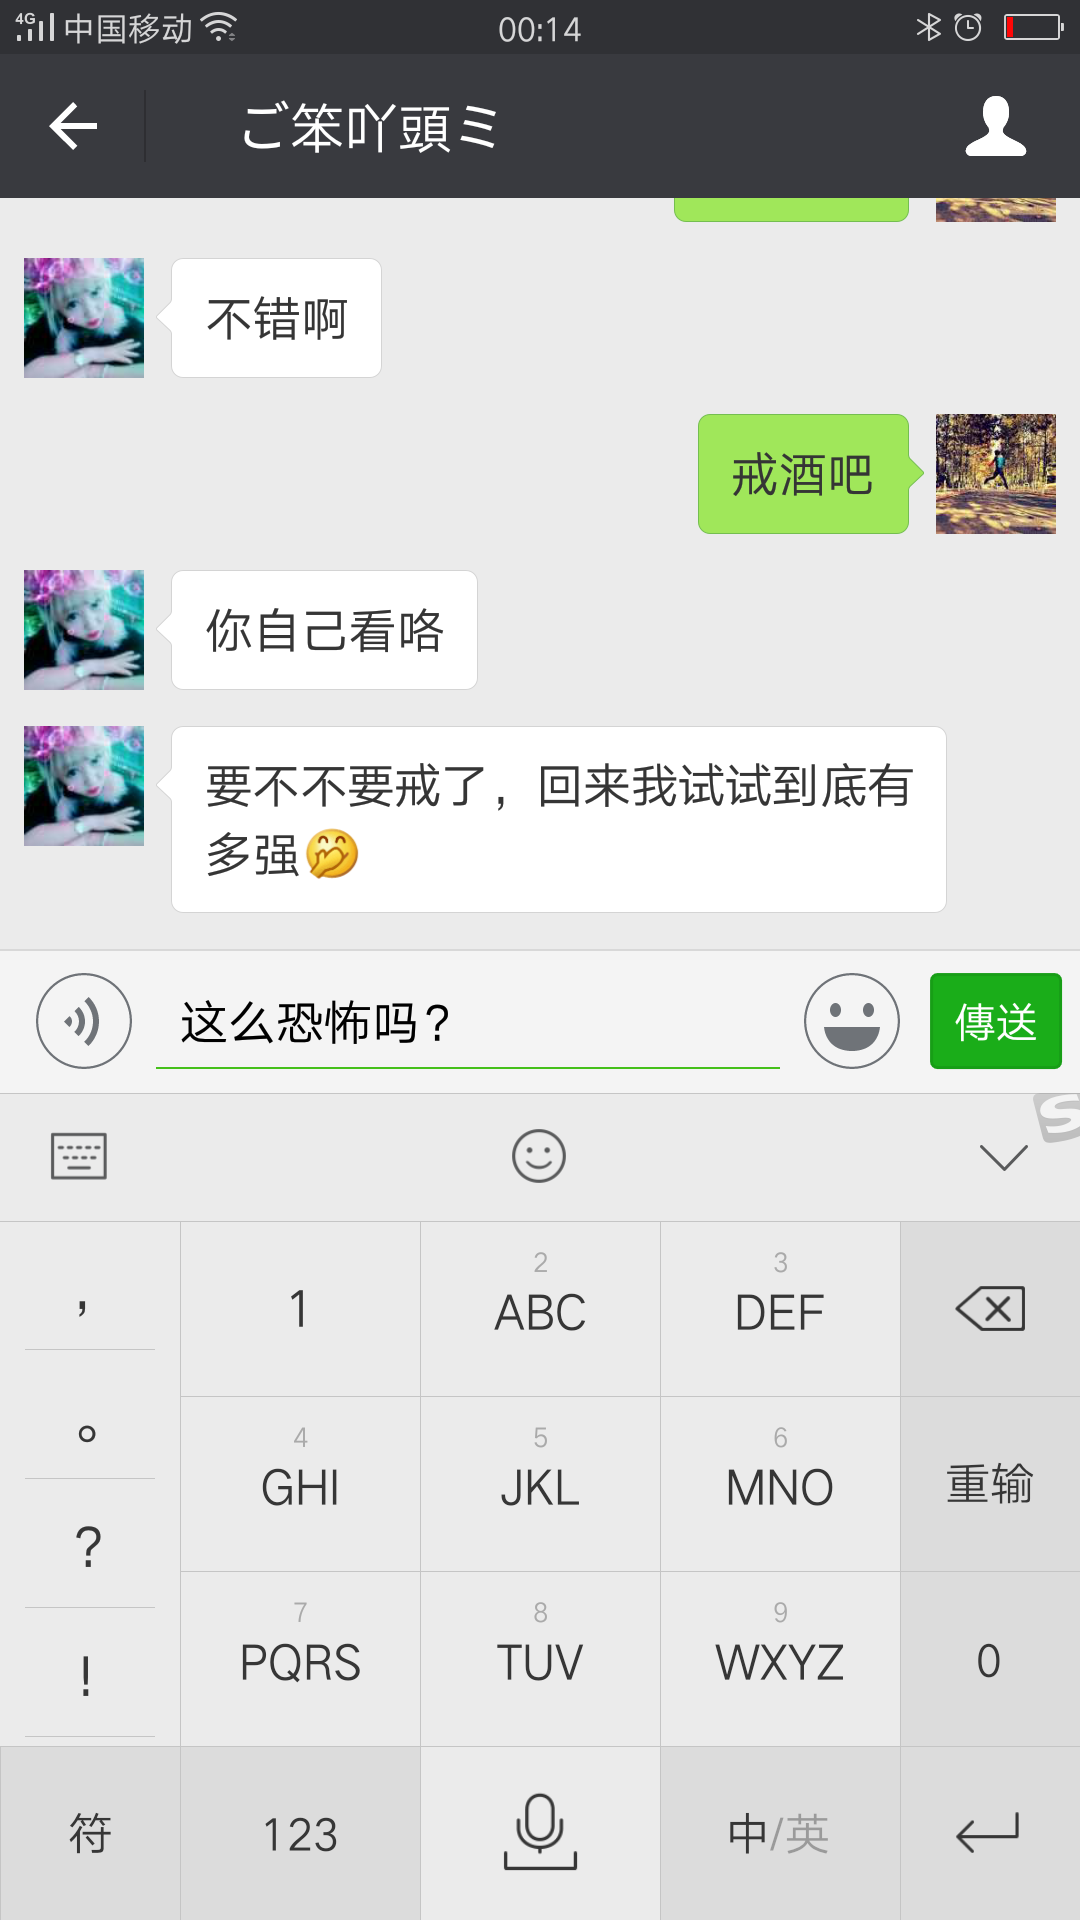 4G 中国移动 00:14
ご笨吖頭ミ
不错啊
戒酒吧
你自己看咯
要不不要戒了，回来我试试到底有
多强🤭
这么恐怖吗？
傳送
S
，
1
2
ABC
3
DEF
。
4
GHI
5
JKL
6
MNO
重输
？
7
PQRS
8
TUV
9
WXYZ
0
！
符
123
中/英